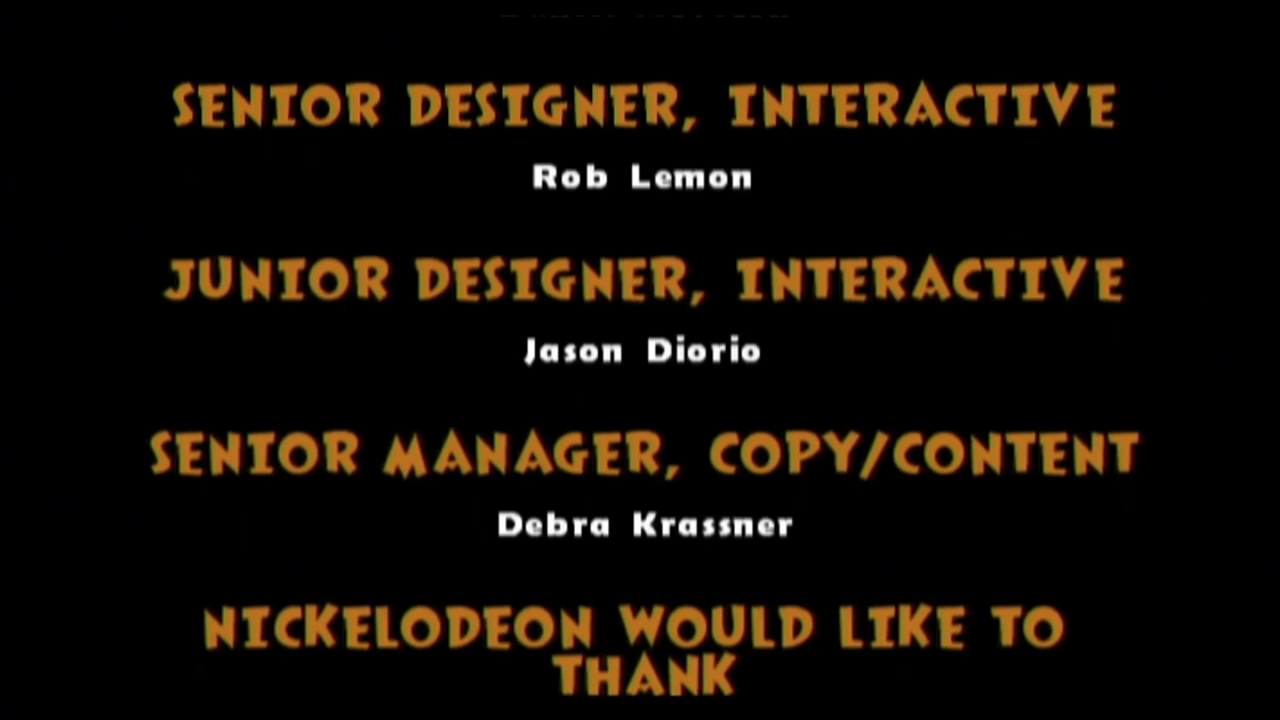 SENIOR DESIGNER, INTERACTIVE
Rob Lemon
JUNIOR DESIGNER, INTERACTIVE
Jason Diorio
SENIOR MANAGER, COPY/CONTENT
Debra Krassner
NICKELODEON WOULD LIKE TO
THANK